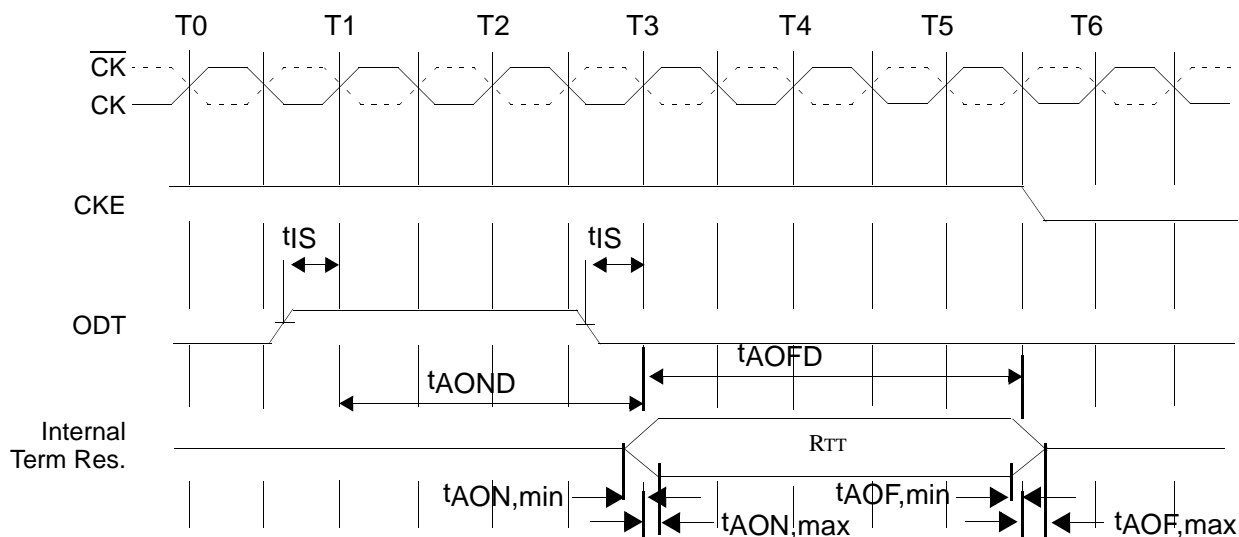 T0 T1 T2 T3 T4 T5 T6
CK
CK
CKE
tIS tIS
ODT
tAOFD
tAOND
Internal
Term Res.
RTT
tAON,min tAOF,min
tAON,max tAOF,max